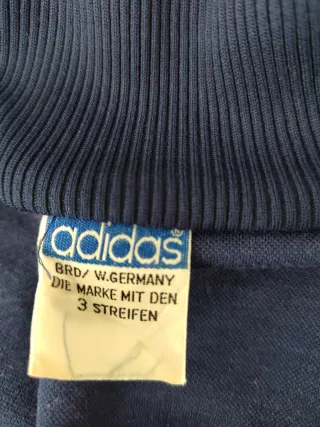 adidas®
BRD/ W.GERMANY
DIE MARKE MIT DEN
3 STREIFEN